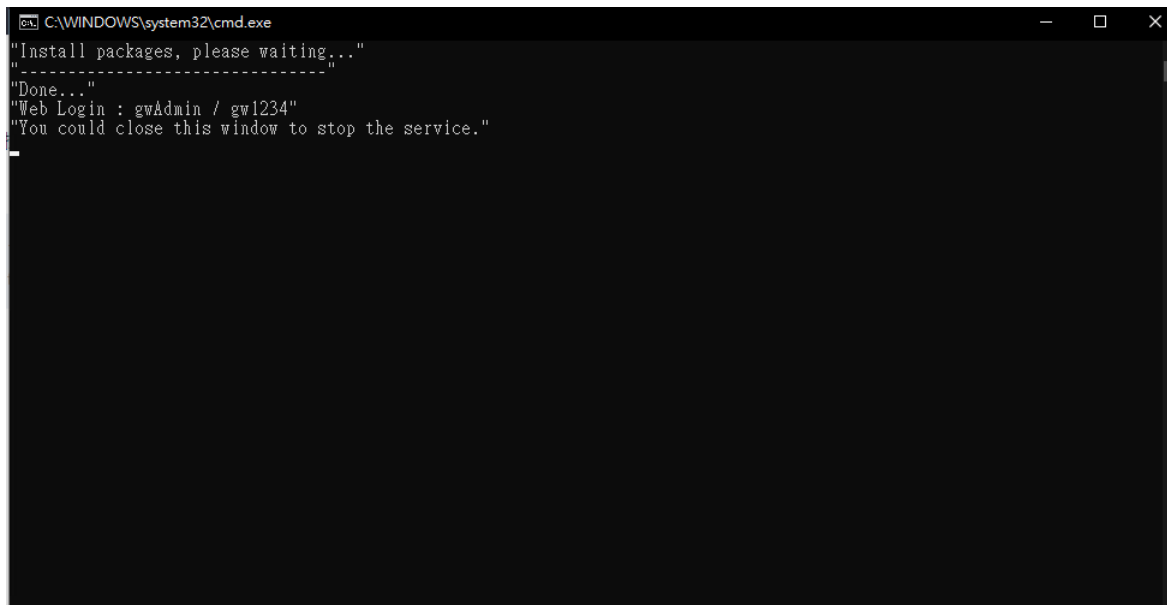 C:\WINDOWS\system32\cmd.exe
"Install packages, please waiting..."
"--------------------------------"
"Done..."
"Web Login : gwAdmin / gw1234"
"You could close this window to stop the service."